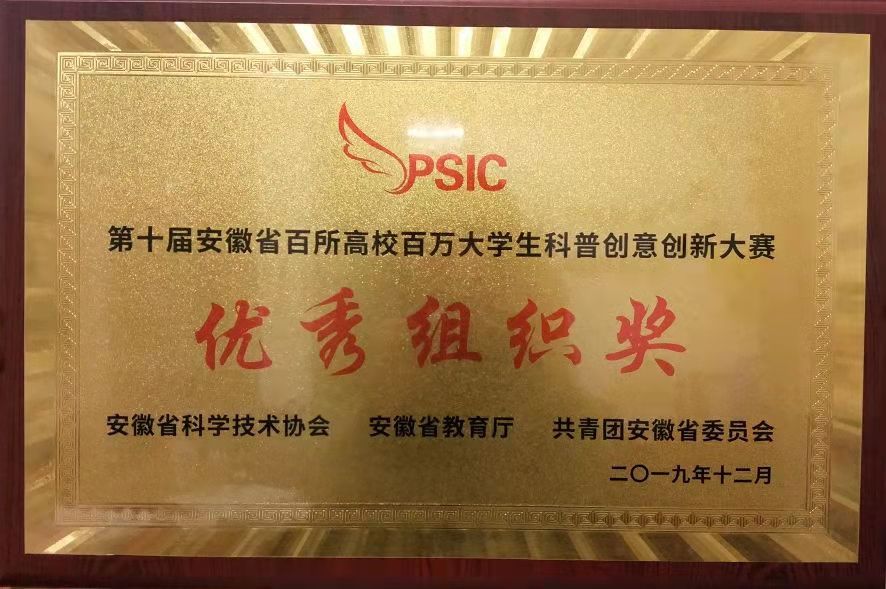 PSIC
第十届安徽省百所高校百万大学生科普创意创新大赛
优秀组织奖
安徽省科学技术协会 安徽省教育厅 共青团安徽省委员会
二〇一九年十二月